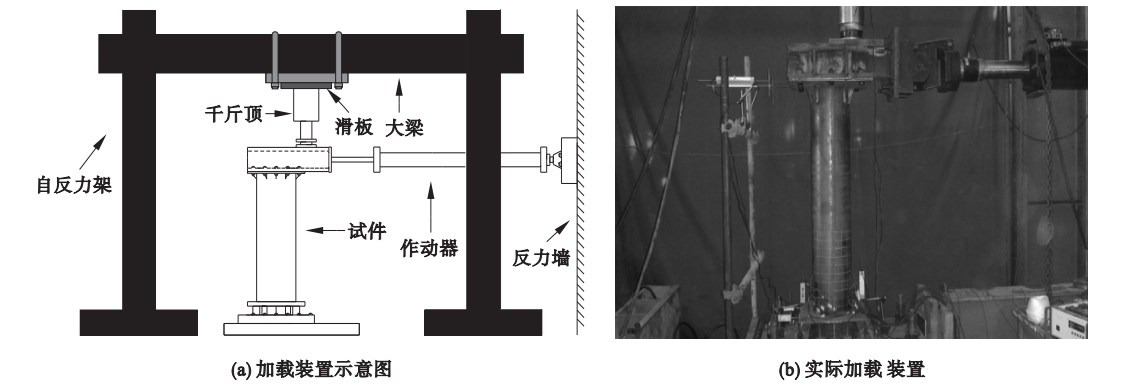 千斤顶
滑板
大梁
自反力架
试件
作动器
反力墙
(a) 加载装置示意图
(b) 实际加载 装置